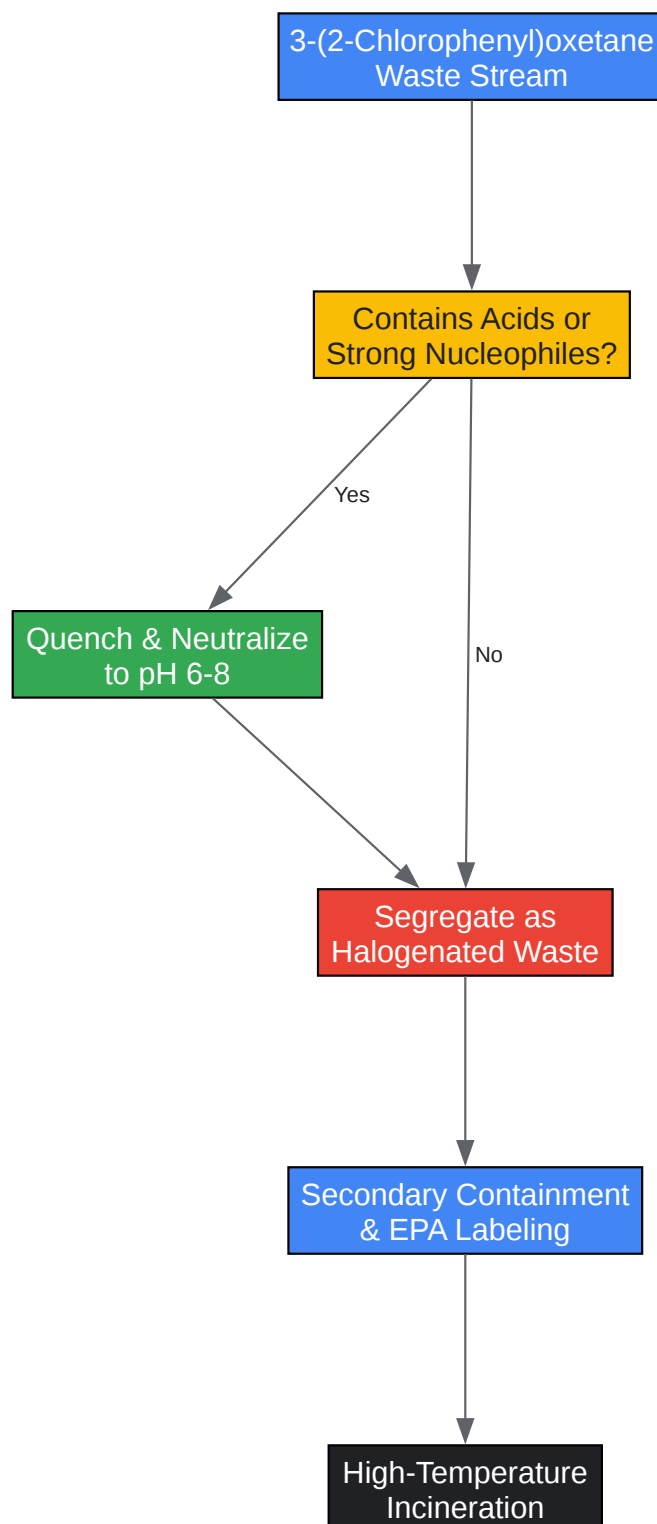 3-(2-Chlorophenyl)oxetane
Waste Stream
Contains Acids or
Strong Nucleophiles?
Yes
Quench & Neutralize
to pH 6-8
No
Segregate as
Halogenated Waste
Secondary Containment
& EPA Labeling
High-Temperature
Incineration